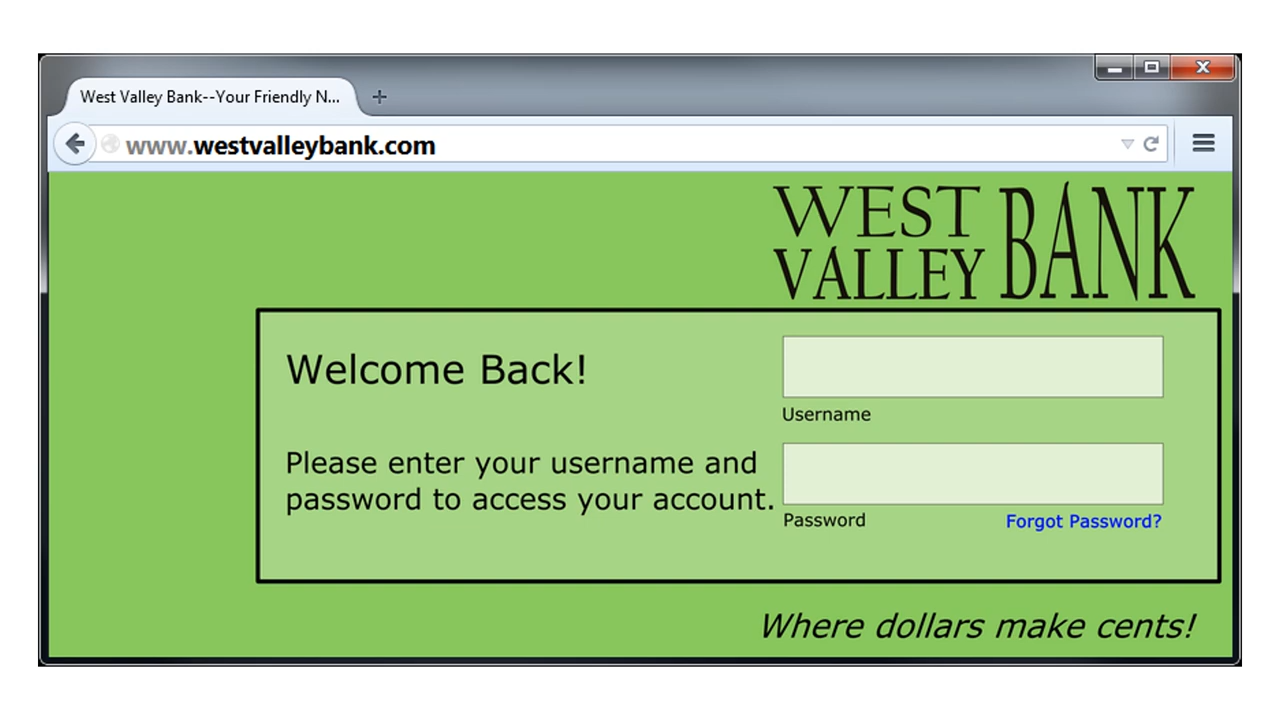 West Valley Bank--Your Friendly N...
www.westvalleybank.com
WEST VALLEY BANK
Welcome Back!
Username
Please enter your username and
password to access your account.
Password
Forgot Password?
Where dollars make cents!